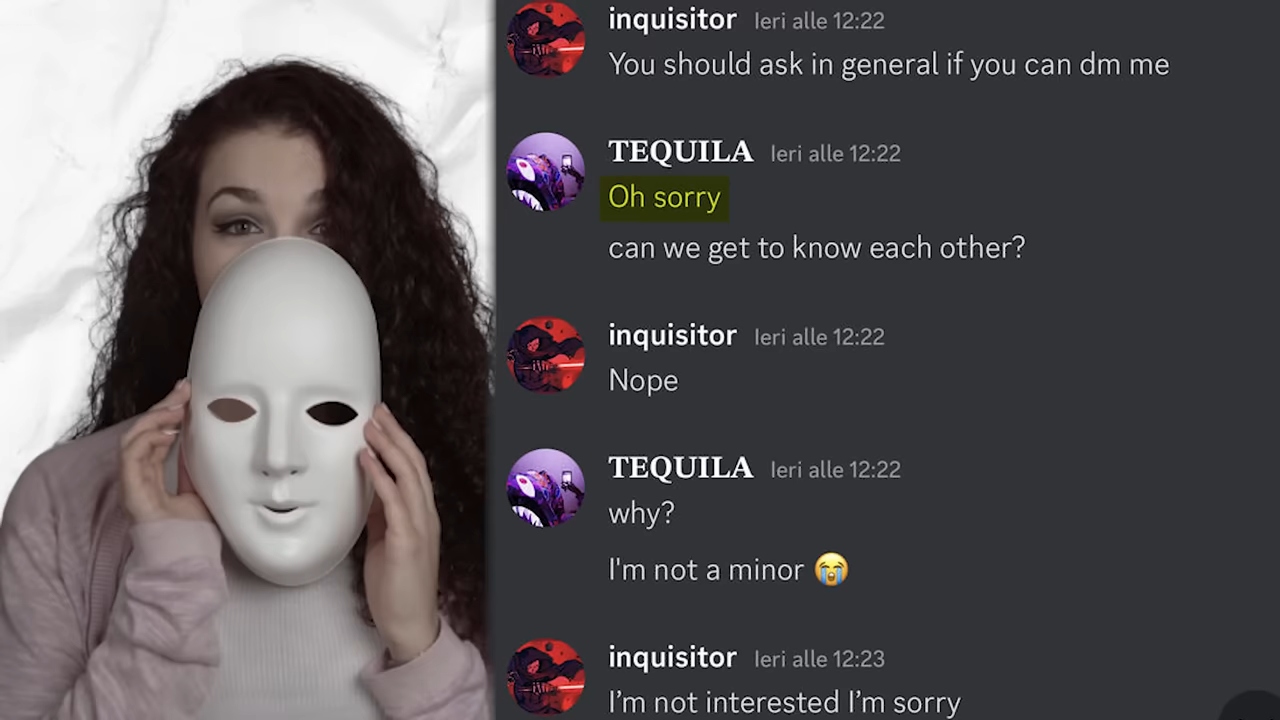 inquisitor Ieri alle 12:22
You should ask in general if you can dm me
TEQUILA Ieri alle 12:22
Oh sorry
can we get to know each other?
inquisitor Ieri alle 12:22
Nope
TEQUILA Ieri alle 12:22
why?
I'm not a minor 😭
inquisitor Ieri alle 12:23
I’m not interested I’m sorry